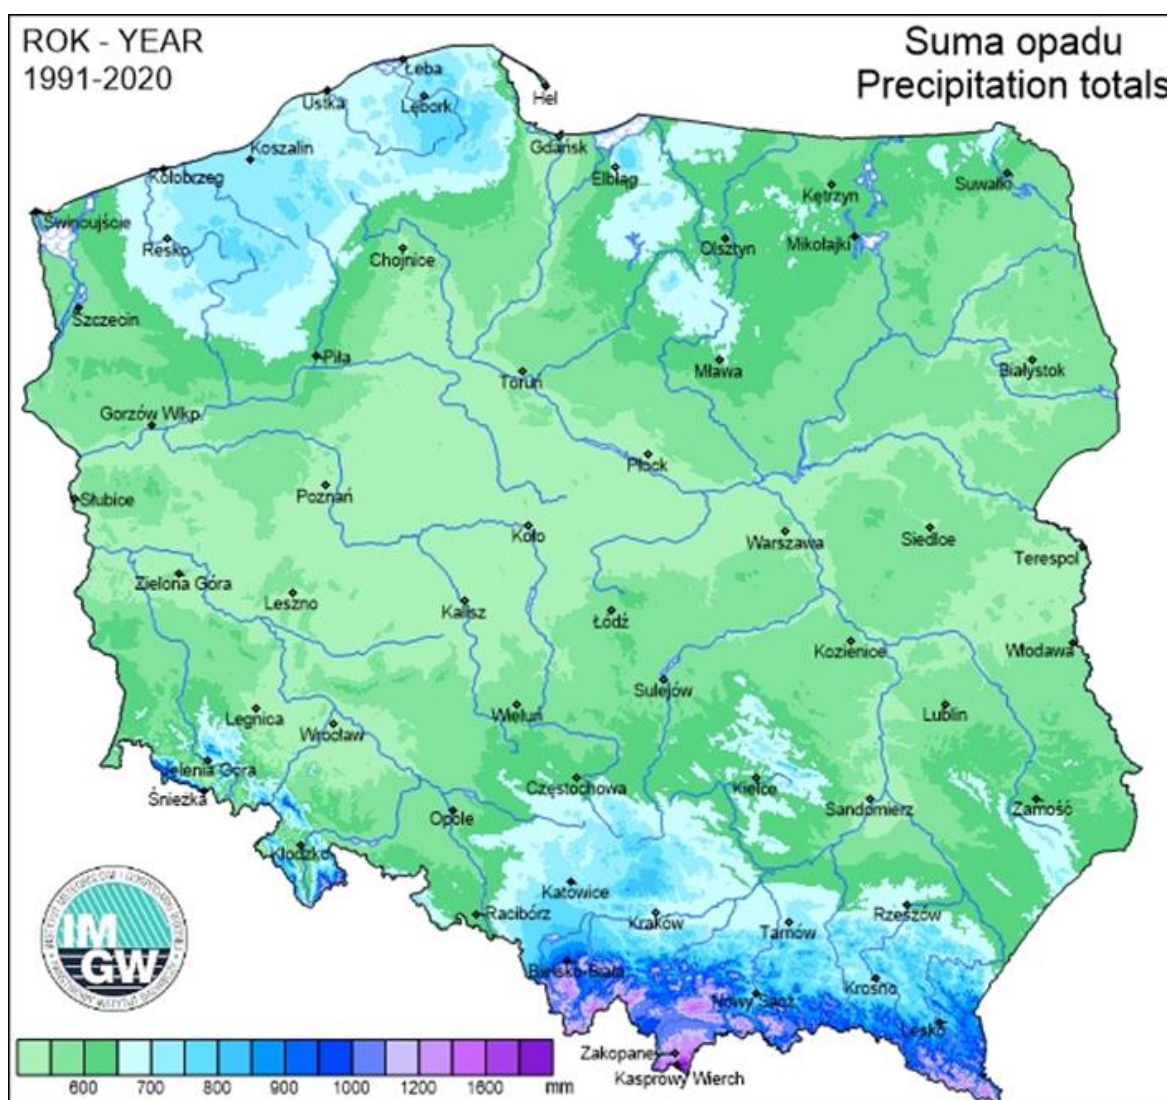 ROK - YEAR
1991-2020
Suma opadu
Precipitation totals
Łeba
Ustka
Lębork
Hel
Gdańsk
Koszalin
Kołobrzeg
Elbląg
Kętrzyn
Suwałki
Świnoujście
Resko
Chojnice
Olsztyn
Mikołajki
Szczecin
Piła
Toruń
Mława
Białystok
Gorzów Wlkp.
Płock
Słubice
Poznań
Koło
Warszawa
Siedlce
Terespol
Zielona Góra
Leszno
Kalisz
Łódź
Kozienice
Włodawa
Sulejów
Legnica
Wrocław
Wieluń
Lublin
Jelenia Góra
Śnieżka
Częstochowa
Kielce
Sandomierz
Zamość
Opole
Kłodzko
Katowice
Racibórz
Kraków
Tarnów
Rzeszów
Bielsko-Biała
Nowy Sącz
Krosno
Lesko
Zakopane
Kasprowy Wierch
IM
GW
600 700 800 900 1000 1200 1600 mm